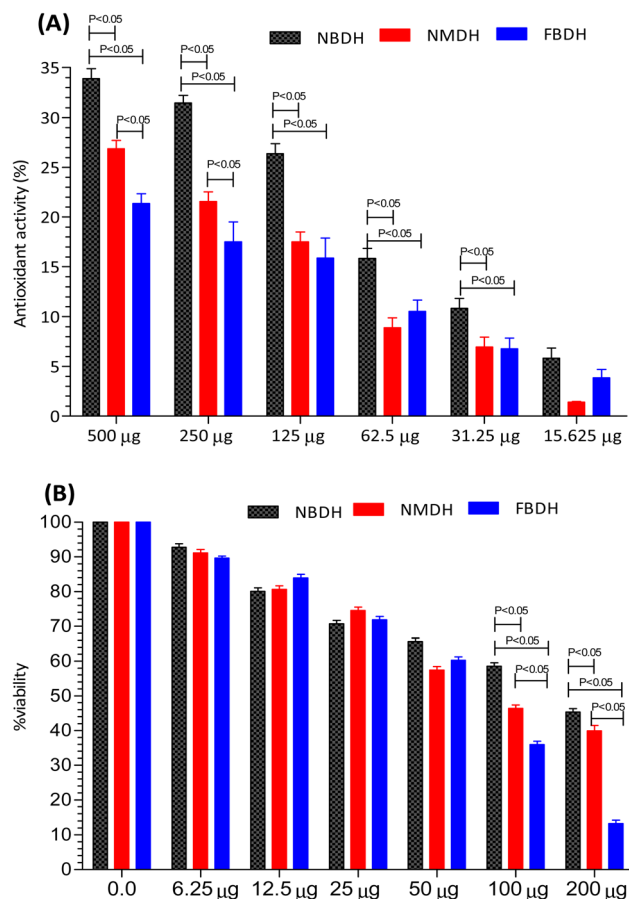 (A)
NBDH NMDH FBDH
P<0.05
P<0.05
P<0.05
P<0.05
P<0.05
P<0.05
P<0.05
P<0.05
P<0.05
P<0.05
P<0.05
P<0.05
Antioxidant activity (%)
35
30
25
20
15
10
5
0
500 µg 250 µg 125 µg 62.5 µg 31.25 µg 15.625 µg
(B)
NBDH NMDH FBDH
P<0.05
P<0.05
P<0.05
P<0.05
P<0.05
P<0.05
%viability
100
90
80
70
60
50
40
30
20
10
0
0.0 6.25 µg 12.5 µg 25 µg 50 µg 100 µg 200 µg